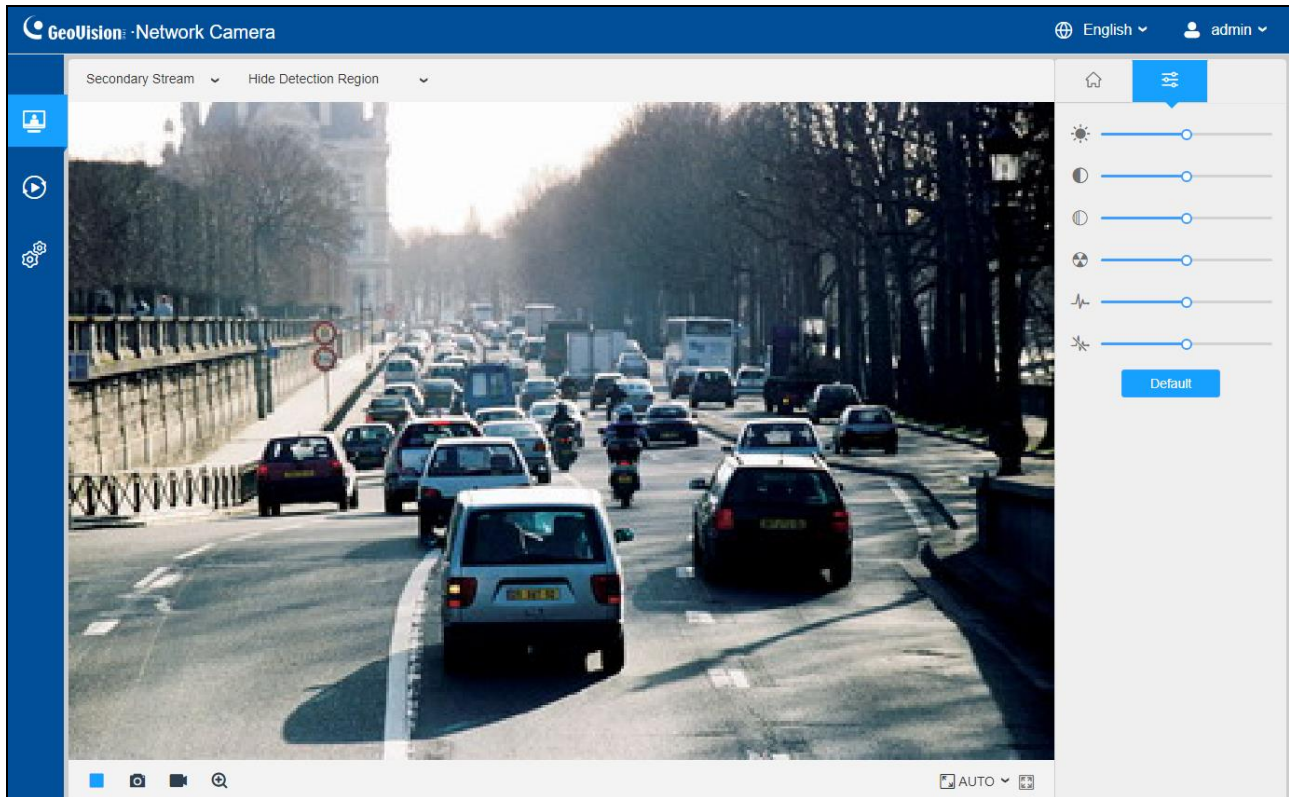 GeoVision Network Camera
English
admin
Secondary Stream
Hide Detection Region
Default
AUTO